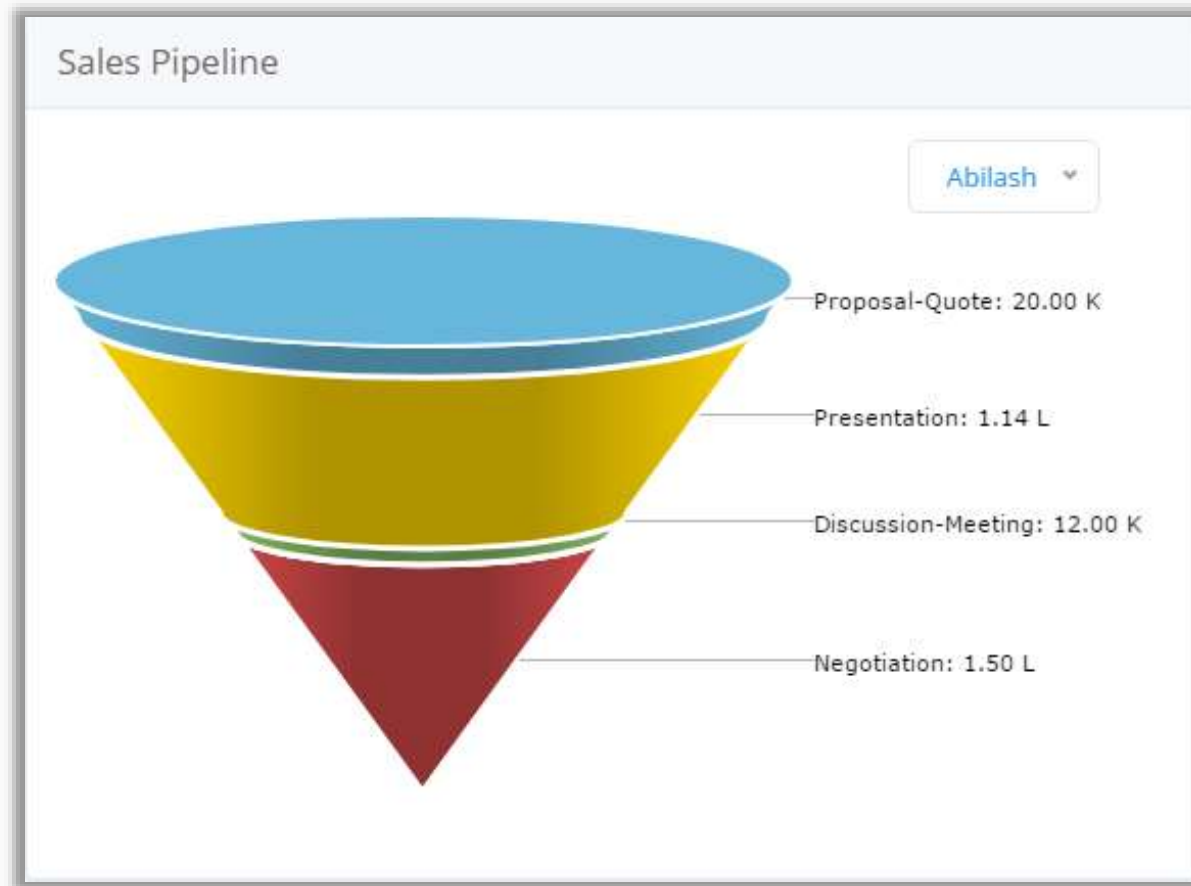 Sales Pipeline
Abilash
Proposal-Quote: 20.00 K
Presentation: 1.14 L
Discussion-Meeting: 12.00 K
Negotiation: 1.50 L